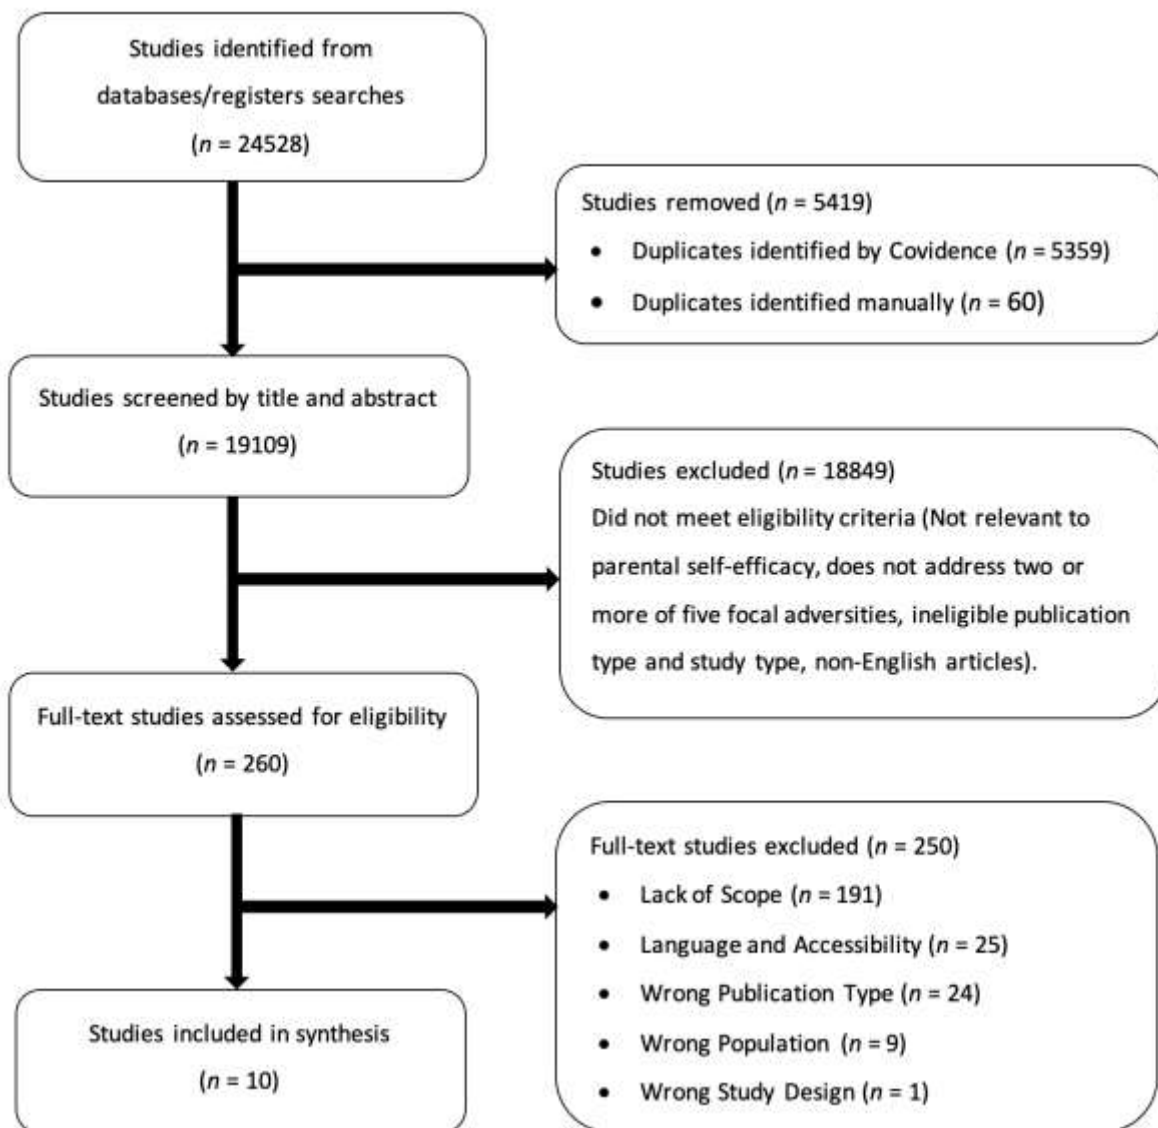 Studies identified from
databases/registers searches
(n = 24528)
Studies removed (n = 5419)
• Duplicates identified by Covidence (n = 5359)
• Duplicates identified manually (n = 60)
Studies screened by title and abstract
(n = 19109)
Studies excluded (n = 18849)
Did not meet eligibility criteria (Not relevant to
parental self-efficacy, does not address two or
more of five focal adversities, ineligible publication
type and study type, non-English articles).
Full-text studies assessed for eligibility
(n = 260)
Full-text studies excluded (n = 250)
• Lack of Scope (n = 191)
• Language and Accessibility (n = 25)
• Wrong Publication Type (n = 24)
• Wrong Population (n = 9)
• Wrong Study Design (n = 1)
Studies included in synthesis
(n = 10)